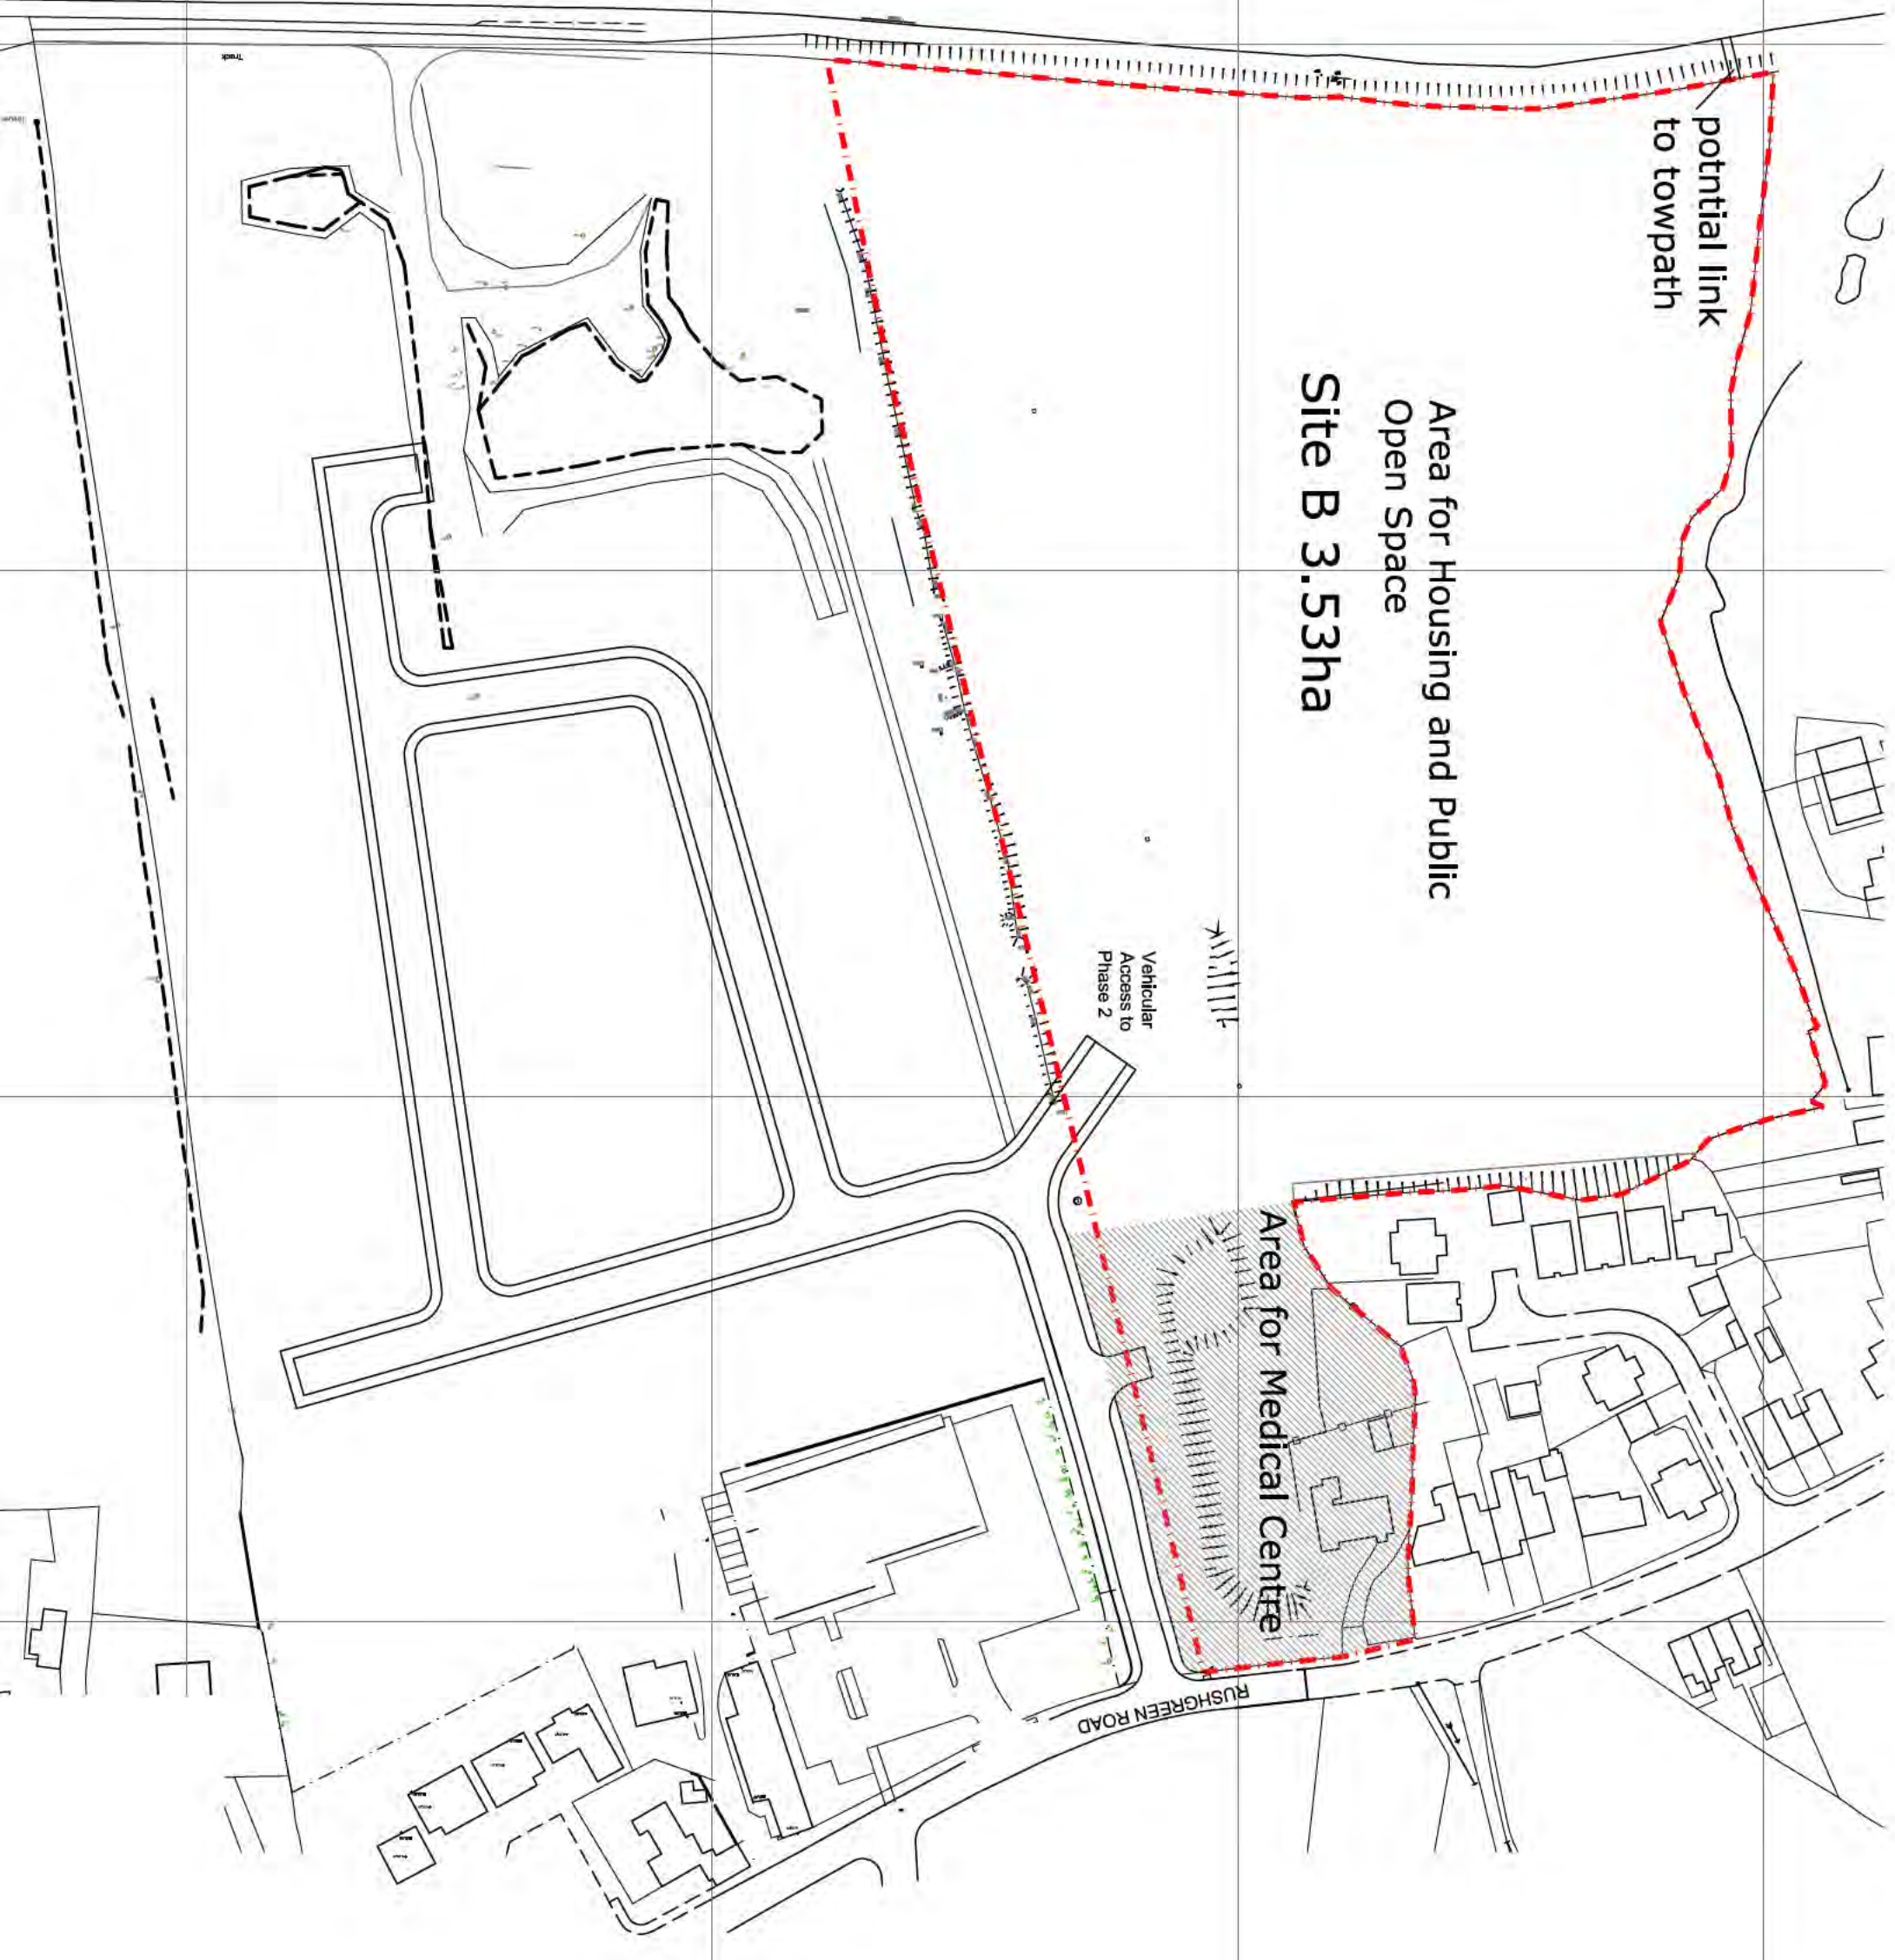 potntial link
to towpath
Area for Housing and Public
Open Space
Site B 3.53ha
Vehicular
Access to
Phase 2
Area for Medical Centre
RUSHGREEN ROAD
Track